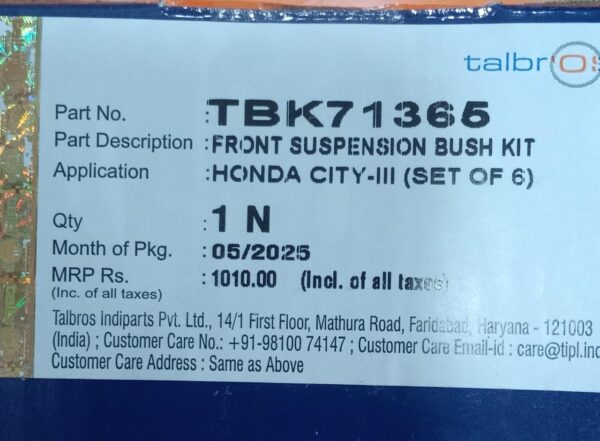 talbros
Part No. : TBK71365
Part Description : FRONT SUSPENSION BUSH KIT
Application : HONDA CITY-III (SET OF 6)
Qty : 1 N
Month of Pkg. : 05/2025
MRP Rs. : 1010.00 (Incl. of all taxes)
(Inc. of all taxes)
Talbros Indiparts Pvt. Ltd., 14/1 First Floor, Mathura Road, Faridabad, Haryana - 121003
(India) ; Customer Care No.: +91-98100 74147 ; Customer Care Email-id : care@tipl.ind
Customer Care Address : Same as Above